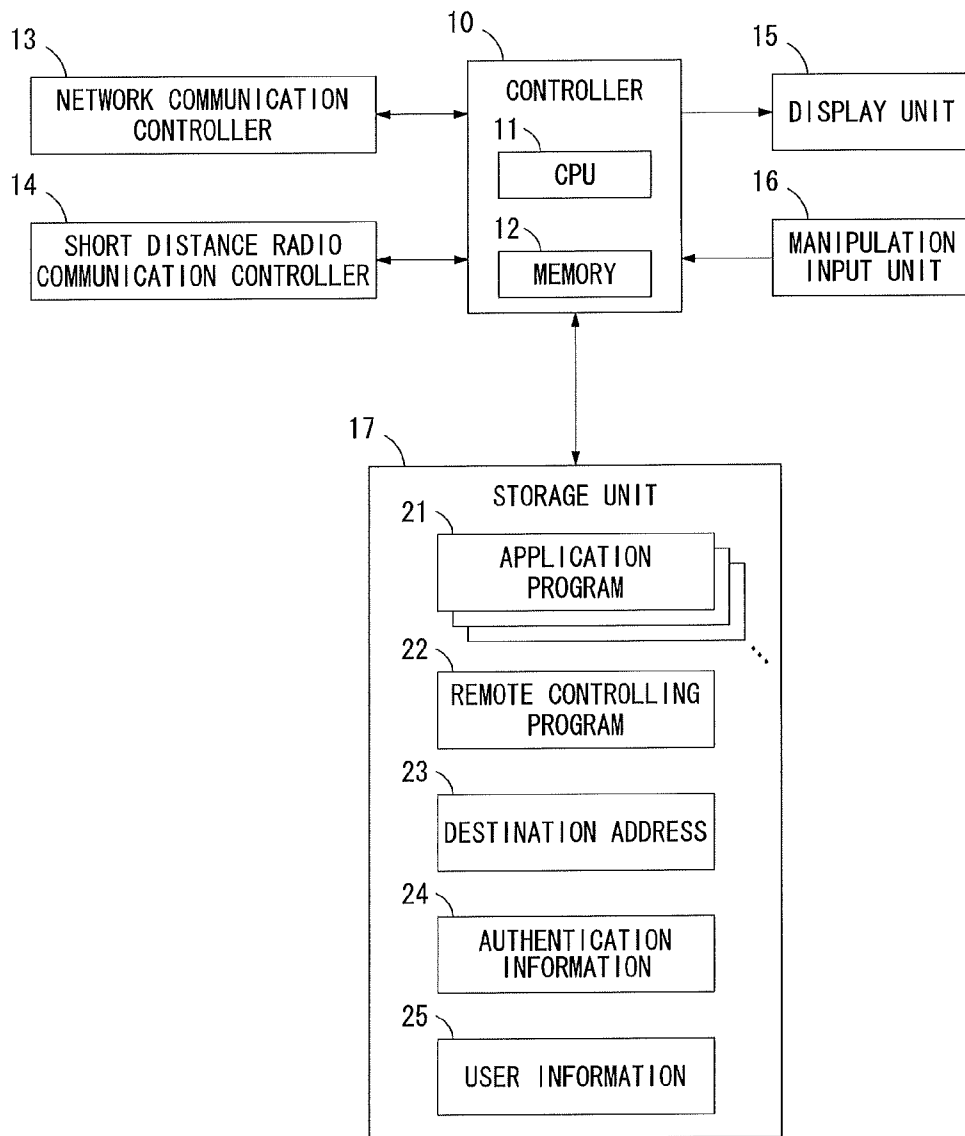 13
NETWORK COMMUNICATION
CONTROLLER
14
SHORT DISTANCE RADIO
COMMUNICATION CONTROLLER
10
CONTROLLER
11
CPU
12
MEMORY
15
DISPLAY UNIT
16
MANIPULATION
INPUT UNIT
17
STORAGE UNIT
21
APPLICATION
PROGRAM
22
REMOTE CONTROLLING
PROGRAM
23
DESTINATION ADDRESS
24
AUTHENTICATION
INFORMATION
25
USER INFORMATION